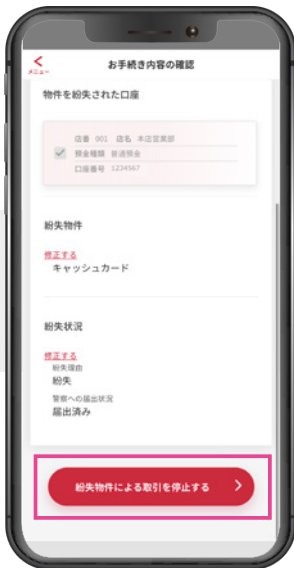 メニュー
お手続き内容の確認
物件を紛失された口座
店番 001 店名 本店営業部
預金種類 普通預金
口座番号 1234567
紛失物件
修正する
キャッシュカード
紛失状況
修正する
紛失理由
紛失
警察への届出状況
届出済み
紛失物件による取引を停止する